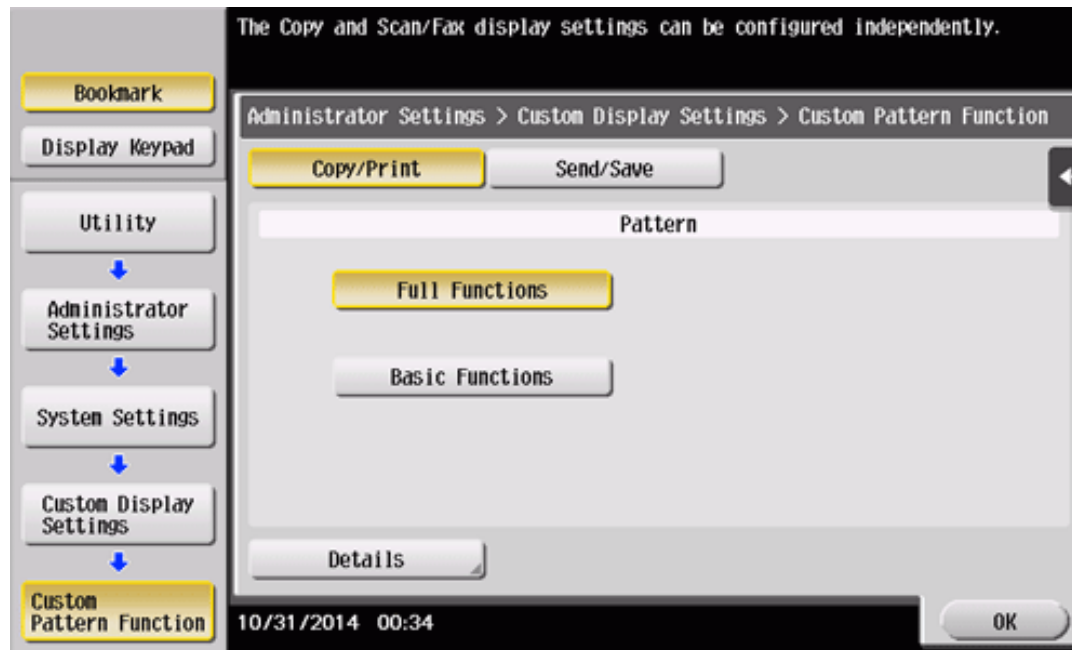 The Copy and Scan/Fax display settings can be configured independently.
Bookmark
Display Keypad
Utility
Administrator
Settings
System Settings
Custom Display
Settings
Custom
Pattern Function
Administrator Settings > Custom Display Settings > Custom Pattern Function
Copy/Print
Send/Save
Pattern
Full Functions
Basic Functions
Details
10/31/2014 00:34
OK